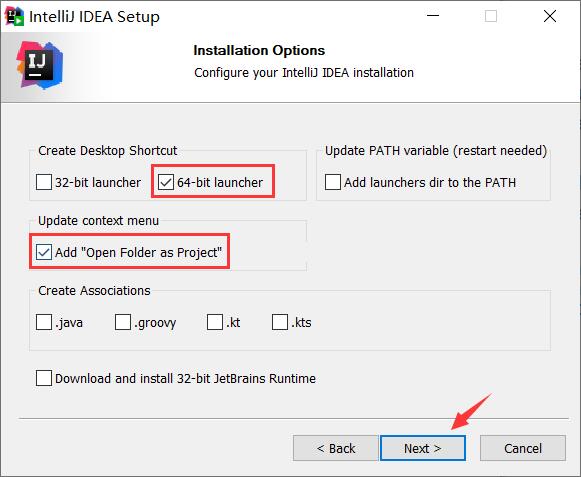 IntelliJ IDEA Setup
IJ
Installation Options
Configure your IntelliJ IDEA installation
Create Desktop Shortcut
32-bit launcher
64-bit launcher
Update PATH variable (restart needed)
Add launchers dir to the PATH
Update context menu
Add "Open Folder as Project"
Create Associations
.java
.groovy
.kt
.kts
Download and install 32-bit JetBrains Runtime
< Back
Next >
Cancel